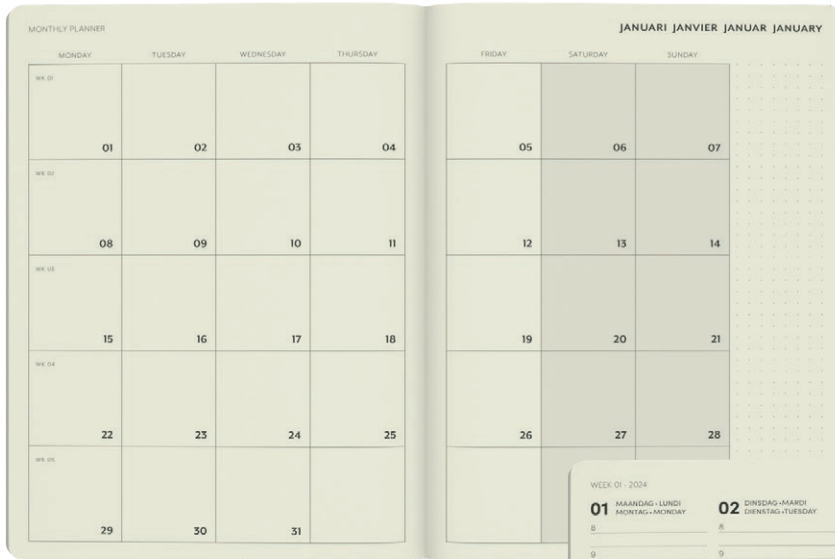 MONTHLY PLANNER
JANUARI JANVIER JANUAR JANUARY
MONDAY TUESDAY WEDNESDAY THURSDAY FRIDAY SATURDAY SUNDAY
WK 01
01 02 03 04 05 06 07
WK 02
08 09 10 11 12 13 14
WK 03
15 16 17 18 19 20 21
WK 04
22 23 24 25 26 27 28
WK 05
29 30 31
WEEK 01 - 2024
01 MAANDAG • LUNDI
MONTAG • MONDAY
02 DINSDAG • MARDI
DIENSTAG • TUESDAY
8 8
9 9